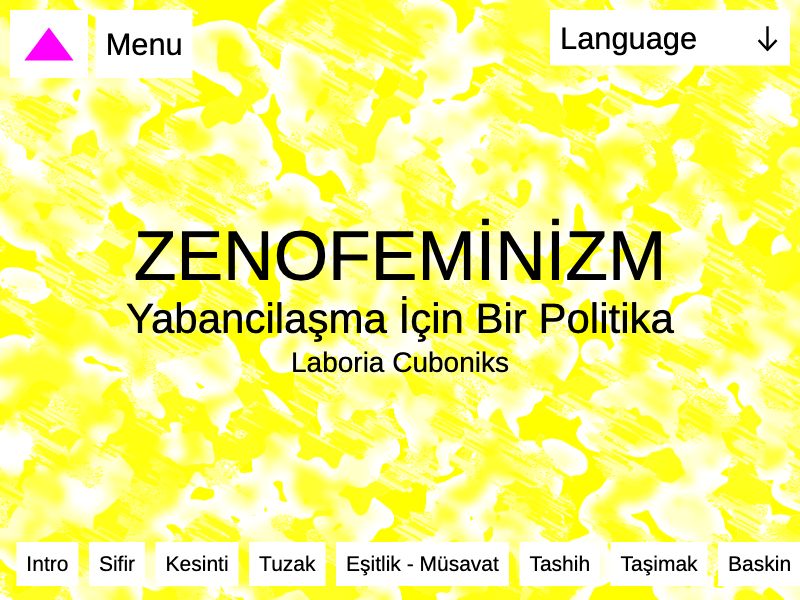 Menu
Language ↓
ZENOFEMİNİZM
Yabancilaşma İçin Bir Politika
Laboria Cuboniks
Intro Sifir Kesinti Tuzak Eşitlik - Müsavat Tashih Taşimak Baskin